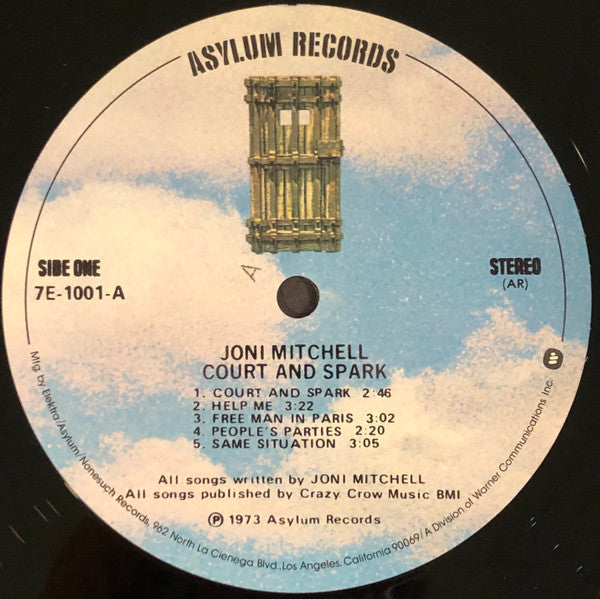 ASYLUM RECORDS
SIDE ONE
7E-1001-A
STEREO
(AR)
A
JONI MITCHELL
COURT AND SPARK
1. COURT AND SPARK 2:46
2. HELP ME 3:22
3. FREE MAN IN PARIS 3:02
4. PEOPLE'S PARTIES 2:20
5. SAME SITUATION 3:05
All songs written by JONI MITCHELL
All songs published by Crazy Crow Music BMI
Ⓟ 1973 Asylum Records
Mfg. by Elektra/Asylum/Nonesuch Records, 962 North La Cienega Blvd., Los Angeles, California 90069/A Division of Warner Communications Inc.